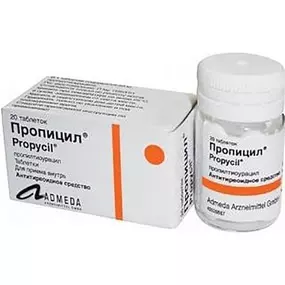 20 таблеток
Пропицил®
Propycil®
пропилтиоурацил
Таблетки
Для приема внутрь
Антитиреоидное средство
ADMEDA
20 таблеток
Пропицил®
Propycil®
пропилтиоурацил
Антитиреоидное средство
Admeda Arzneimittel GmbH